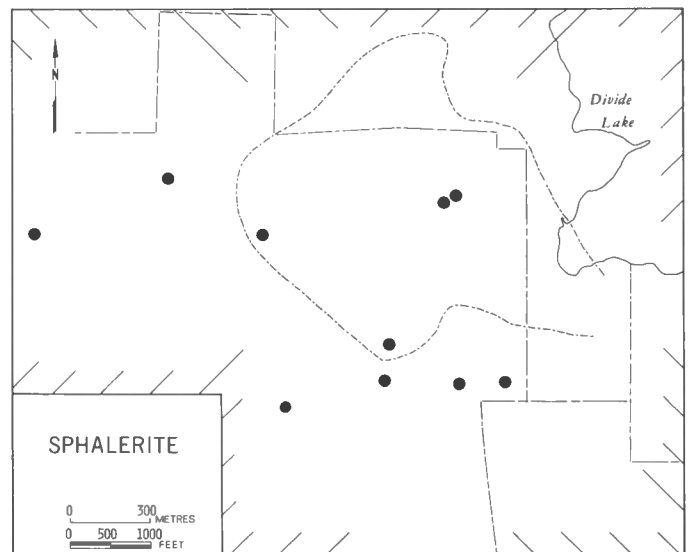 N
Divide
Lake
SPHALERITE
0 300
METRES
0 500 1000
FEET